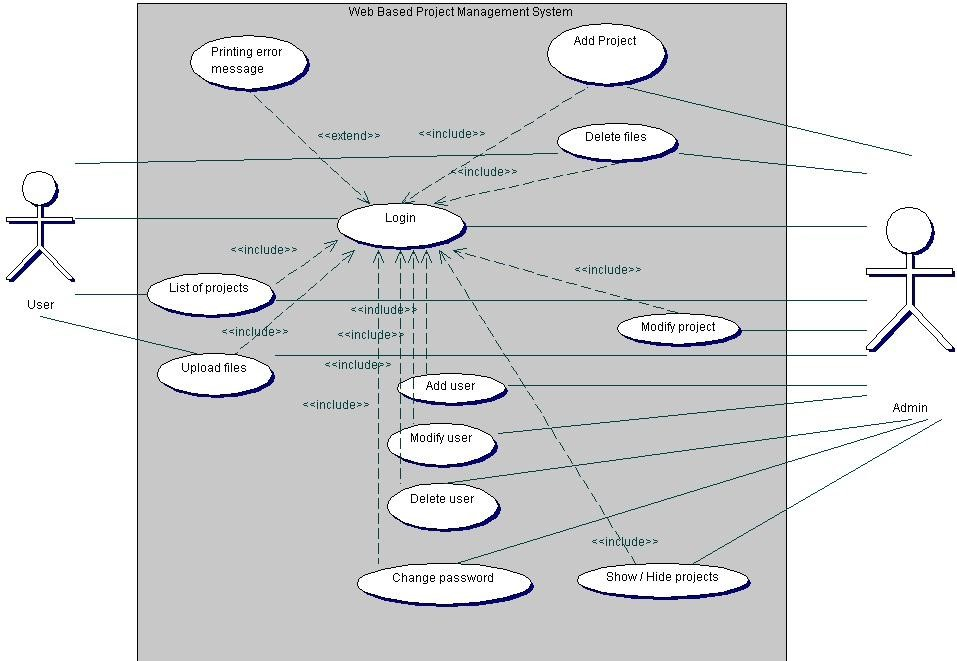 Web Based Project Management System
Printing error
message
Add Project
<<extend>>
<<include>>
Delete files
<<include>>
Login
<<include>>
<<include>>
List of projects
<<include>>
User
<<include>>
<<include>>
Modify project
<<include>>
Upload files
Add user
<<include>>
Admin
Modify user
Delete user
<<include>>
Change password
Show / Hide projects